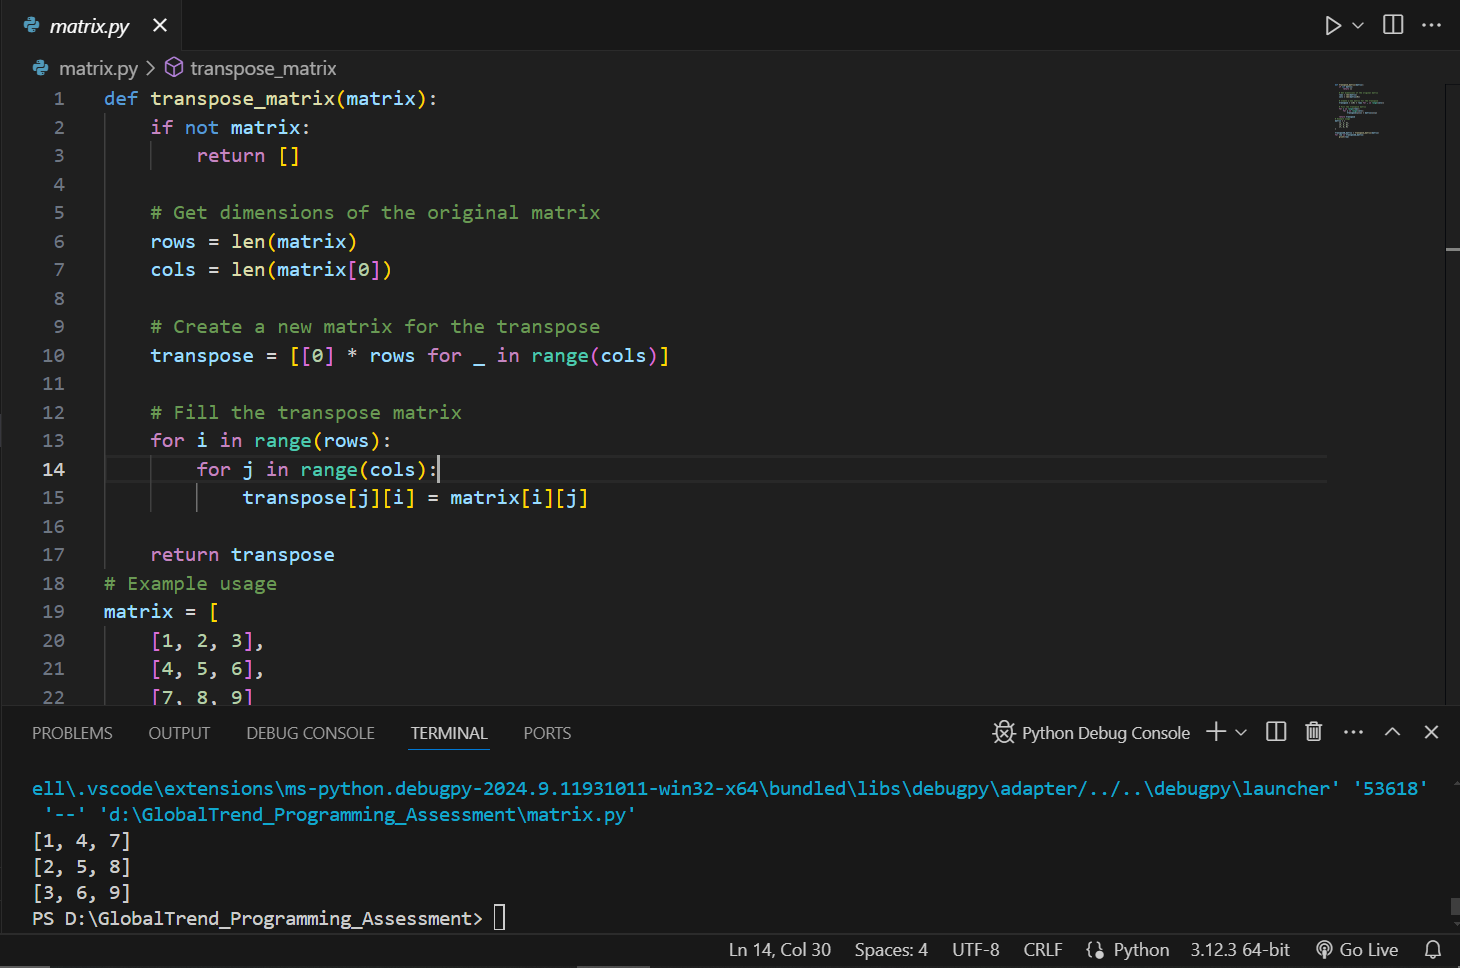 matrix.py
matrix.py > transpose_matrix
1 def transpose_matrix(matrix):
2     if not matrix:
3         return []
4
5     # Get dimensions of the original matrix
6     rows = len(matrix)
7     cols = len(matrix[0])
8
9     # Create a new matrix for the transpose
10     transpose = [[0] * rows for _ in range(cols)]
11
12     # Fill the transpose matrix
13     for i in range(rows):
14         for j in range(cols):
15             transpose[j][i] = matrix[i][j]
16
17     return transpose
18 # Example usage
19 matrix = [
20     [1, 2, 3],
21     [4, 5, 6],
22     [7, 8, 9]
PROBLEMS OUTPUT DEBUG CONSOLE TERMINAL PORTS Python Debug Console
ell\.vscode\extensions\ms-python.debugpy-2024.9.11931011-win32-x64\bundled\libs\debugpy\adapter/../..\debugpy\launcher' '53618'
'--' 'd:\GlobalTrend_Programming_Assessment\matrix.py'
[1, 4, 7]
[2, 5, 8]
[3, 6, 9]
PS D:\GlobalTrend_Programming_Assessment>
Ln 14, Col 30 Spaces: 4 UTF-8 CRLF Python 3.12.3 64-bit Go Live